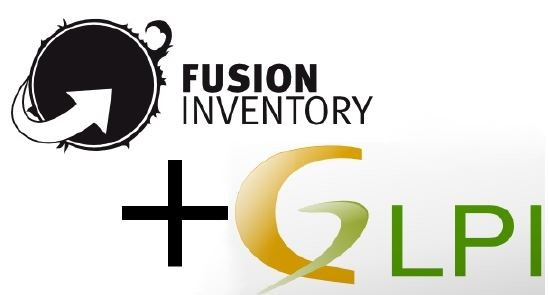 FUSION
INVENTORY
+
GLPI